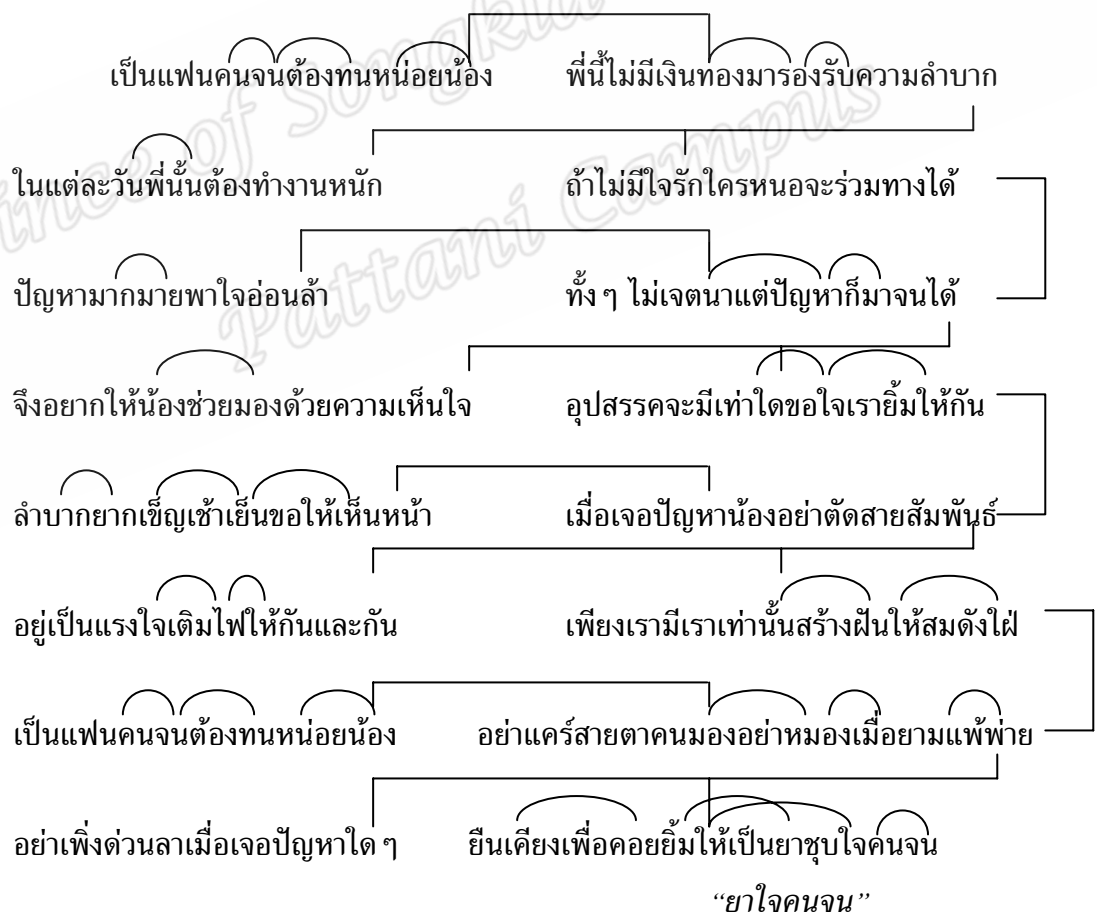 เป็นแฟนคนจนต้องทนหน่อยน้อง พี่นี้ไม่มีเงินทองมารองรับความลำบาก
ในแต่ละวันพี่นั้นต้องทำงานหนัก ถ้าไม่มีใจรักใครหนอจะร่วมทางได้
ปัญหามากมายพาใจอ่อนล้า ทั้งๆ ไม่เจตนาแต่ปัญหาก็มาจนได้
จึงอยากให้น้องช่วยมองด้วยความเห็นใจ อุปสรรคจะมีเท่าใดขอใจเรายิ้มให้กัน
ลำบากยากเข็ญเช้าเย็นขอให้เห็นหน้า เมื่อเจอปัญหาน้องอย่าตัดสายสัมพันธ์
อยู่เป็นแรงใจเติมไฟให้กันและกัน เพียงเรามีเราเท่านั้นสร้างฝันให้สมดังใฝ่
เป็นแฟนคนจนต้องทนหน่อยน้อง อย่าแคร์สายตาคนมองอย่าหมองเมื่อยามแพ้พ่าย
อย่าเพิ่งด่วนลาเมื่อเจอปัญหาใดๆ ยืนเคียงเพื่อคอยยิ้มให้เป็นยาชุบใจคนจน
“ยาใจคนจน”
Prince of Songkla
Pattani Campus